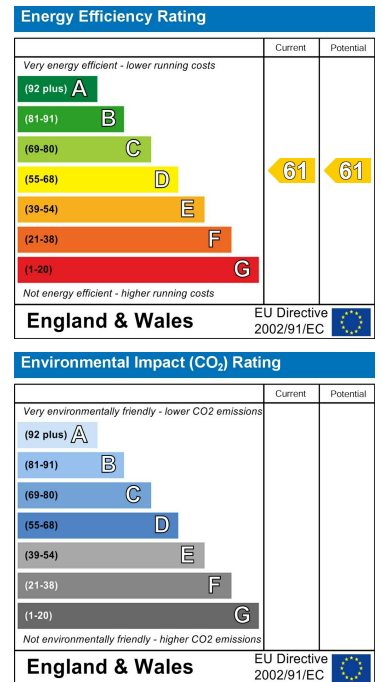 Energy Efficiency Rating
Current Potential
Very energy efficient - lower running costs
(92 plus) A
(81-91) B
(69-80) C
(55-68) D
61 61
(39-54) E
(21-38) F
(1-20) G
Not energy efficient - higher running costs
England & Wales
EU Directive
2002/91/EC
Environmental Impact (CO₂) Rating
Current Potential
Very environmentally friendly - lower CO2 emissions
(92 plus) A
(81-91) B
(69-80) C
(55-68) D
(39-54) E
(21-38) F
(1-20) G
Not environmentally friendly - higher CO2 emissions
England & Wales
EU Directive
2002/91/EC